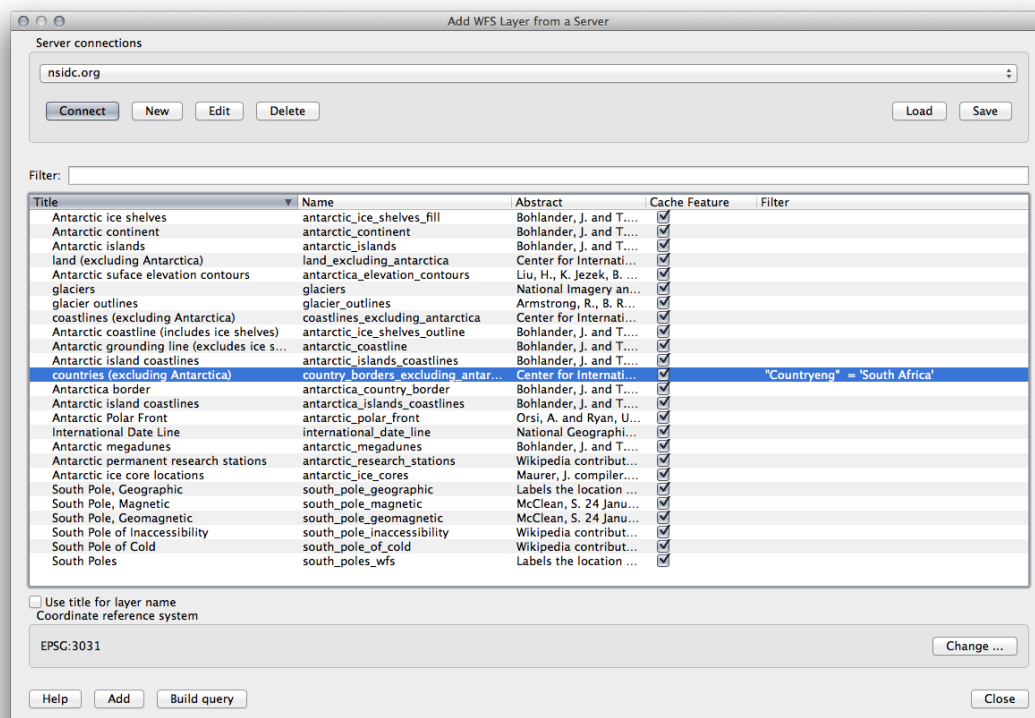 Add WFS Layer from a Server
Server connections
nsidc.org
Connect New Edit Delete Load Save
Filter:
Title Name Abstract Cache Feature Filter
Antarctic ice shelves antarctic_ice_shelves_fill Bohlander, J. and T....
Antarctic continent antarctic_continent Bohlander, J. and T....
Antarctic islands antarctic_islands Bohlander, J. and T....
land (excluding Antarctica) land_excluding_antarctica Center for Internati...
Antarctic suface elevation contours antarctica_elevation_contours Liu, H., K. Jezek, B. ...
glaciers glaciers National Imagery an...
glacier outlines glacier_outlines Armstrong, R., B. R...
coastlines (excluding Antarctica) coastlines_excluding_antarctica Center for Internati...
Antarctic coastline (includes ice shelves) antarctic_ice_shelves_outline Bohlander, J. and T....
Antarctic grounding line (excludes ice s... antarctic_coastline Bohlander, J. and T....
Antarctic island coastlines antarctic_islands_coastlines Bohlander, J. and T....
countries (excluding Antarctica) country_borders_excluding_antar... Center for Internati... "Countryeng" = 'South Africa'
Antarctica border antarctica_country_border Bohlander, J. and T....
Antarctic island coastlines antarctica_islands_coastlines Bohlander, J. and T....
Antarctic Polar Front antarctic_polar_front Orsi, A. and Ryan, U...
International Date Line international_date_line National Geographi...
Antarctic megadunes antarctic_megadunes Bohlander, J. and T....
Antarctic permanent research stations antarctic_research_stations Wikipedia contribut...
Antarctic ice core locations antarctic_ice_cores Maurer, J. compiler....
South Pole, Geographic south_pole_geographic Labels the location ...
South Pole, Magnetic south_pole_magnetic McClean, S. 24 Janu...
South Pole, Geomagnetic south_pole_geomagnetic McClean, S. 24 Janu...
South Pole of Inaccessibility south_pole_inaccessibility Wikipedia contribut...
South Pole of Cold south_pole_of_cold Wikipedia contribut...
South Poles south_poles_wfs Labels the location ...
Use title for layer name
Coordinate reference system
EPSG:3031 Change ...
Help Add Build query Close